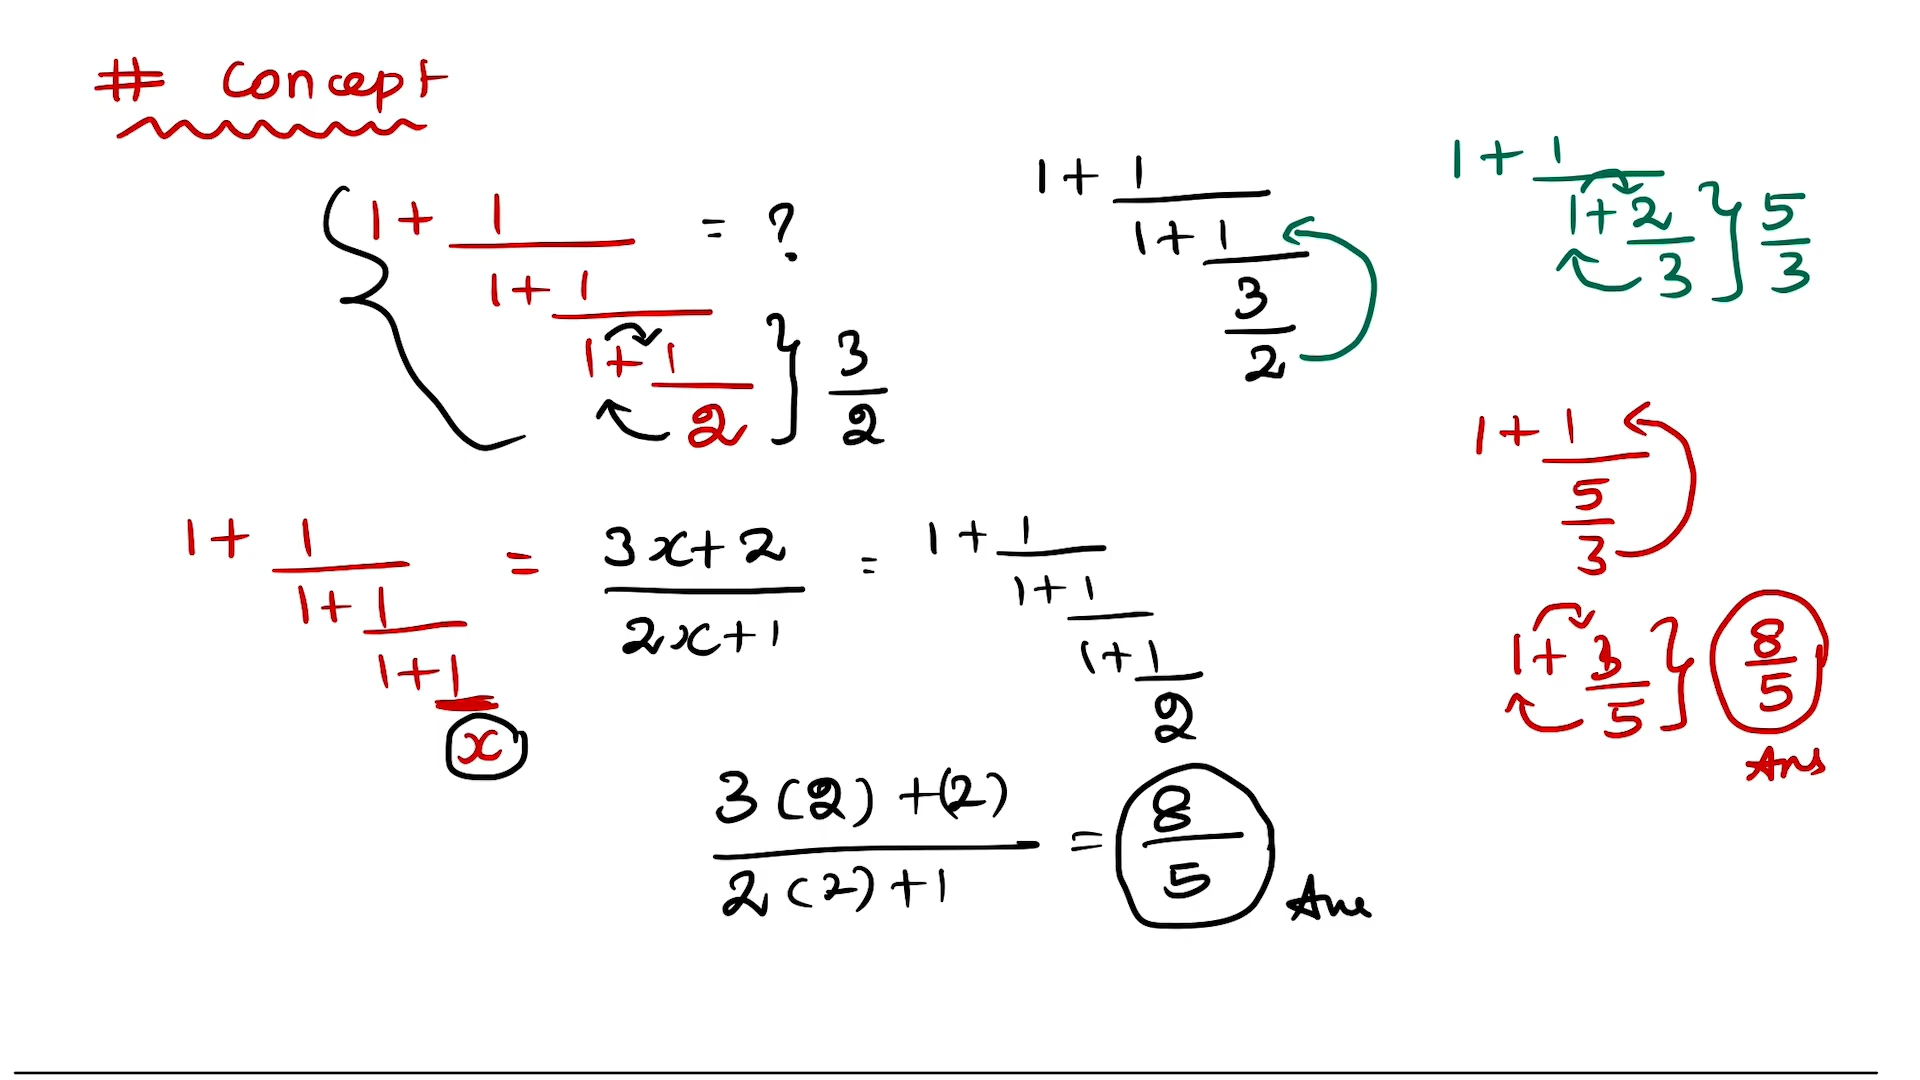 # concept
1 + 1
1 + 1
1 + 1
2
= ?
3
2
1 + 1
1 + 1
3
2
1 + 1
1 + 2
3
5
3
1 + 1
5
3
1 + 3
5
8
5
Ans
1 + 1
1 + 1
1 + 1
x
=
3x + 2
2x + 1
=
1 + 1
1 + 1
1 + 1
2
3 (2) + (2)
2 (2) + 1
=
8
5
Ans